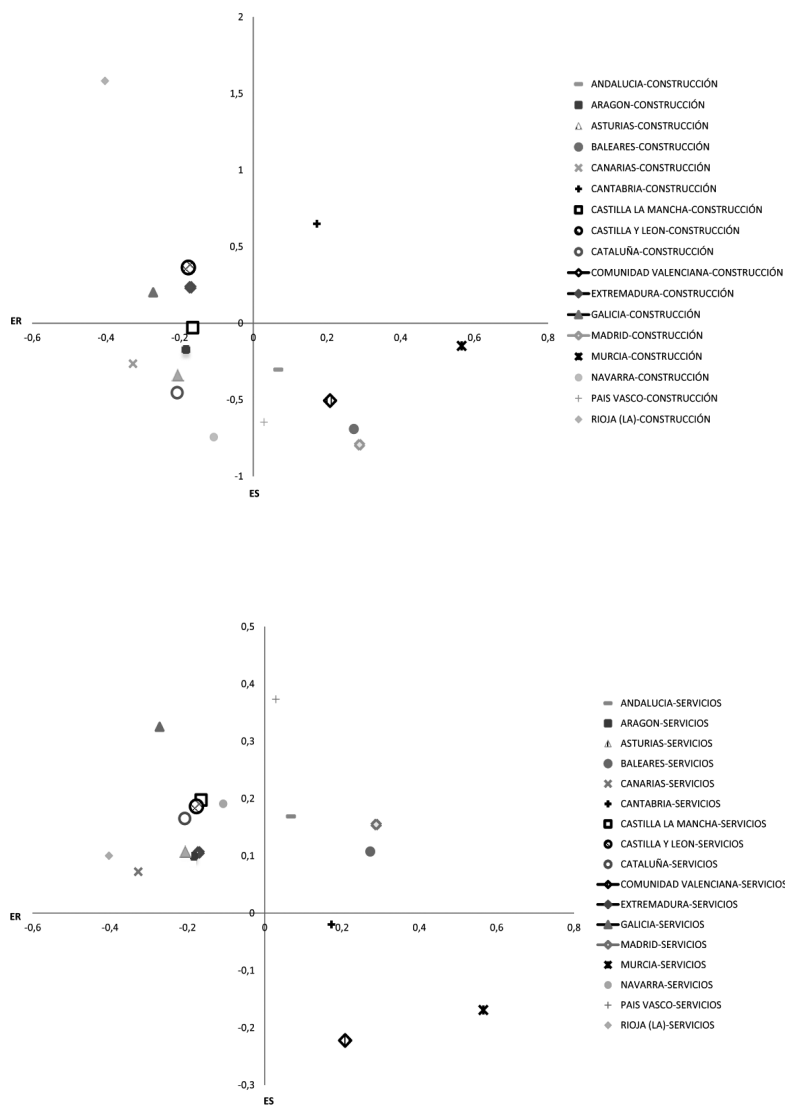 2
1,5
1
0,5
0
-0,5
-1
ER
-0,6
-0,4
-0,2
0
0,2
0,4
0,6
0,8
ES
ANDALUCIA-CONSTRUCCIÓN
ARAGON-CONSTRUCCIÓN
ASTURIAS-CONSTRUCCIÓN
BALEARES-CONSTRUCCIÓN
CANARIAS-CONSTRUCCIÓN
CANTABRIA-CONSTRUCCIÓN
CASTILLA LA MANCHA-CONSTRUCCIÓN
CASTILLA Y LEON-CONSTRUCCIÓN
CATALUÑA-CONSTRUCCIÓN
COMUNIDAD VALENCIANA-CONSTRUCCIÓN
EXTREMADURA-CONSTRUCCIÓN
GALICIA-CONSTRUCCIÓN
MADRID-CONSTRUCCIÓN
MURCIA-CONSTRUCCIÓN
NAVARRA-CONSTRUCCIÓN
PAIS VASCO-CONSTRUCCIÓN
RIOJA (LA)-CONSTRUCCIÓN
0,5
0,4
0,3
0,2
0,1
0
-0,1
-0,2
-0,3
ER
-0,6
-0,4
-0,2
0
0,2
0,4
0,6
0,8
ES
ANDALUCIA-SERVICIOS
ARAGON-SERVICIOS
ASTURIAS-SERVICIOS
BALEARES-SERVICIOS
CANARIAS-SERVICIOS
CANTABRIA-SERVICIOS
CASTILLA LA MANCHA-SERVICIOS
CASTILLA Y LEON-SERVICIOS
CATALUÑA-SERVICIOS
COMUNIDAD VALENCIANA-SERVICIOS
EXTREMADURA-SERVICIOS
GALICIA-SERVICIOS
MADRID-SERVICIOS
MURCIA-SERVICIOS
NAVARRA-SERVICIOS
PAIS VASCO-SERVICIOS
RIOJA (LA)-SERVICIOS